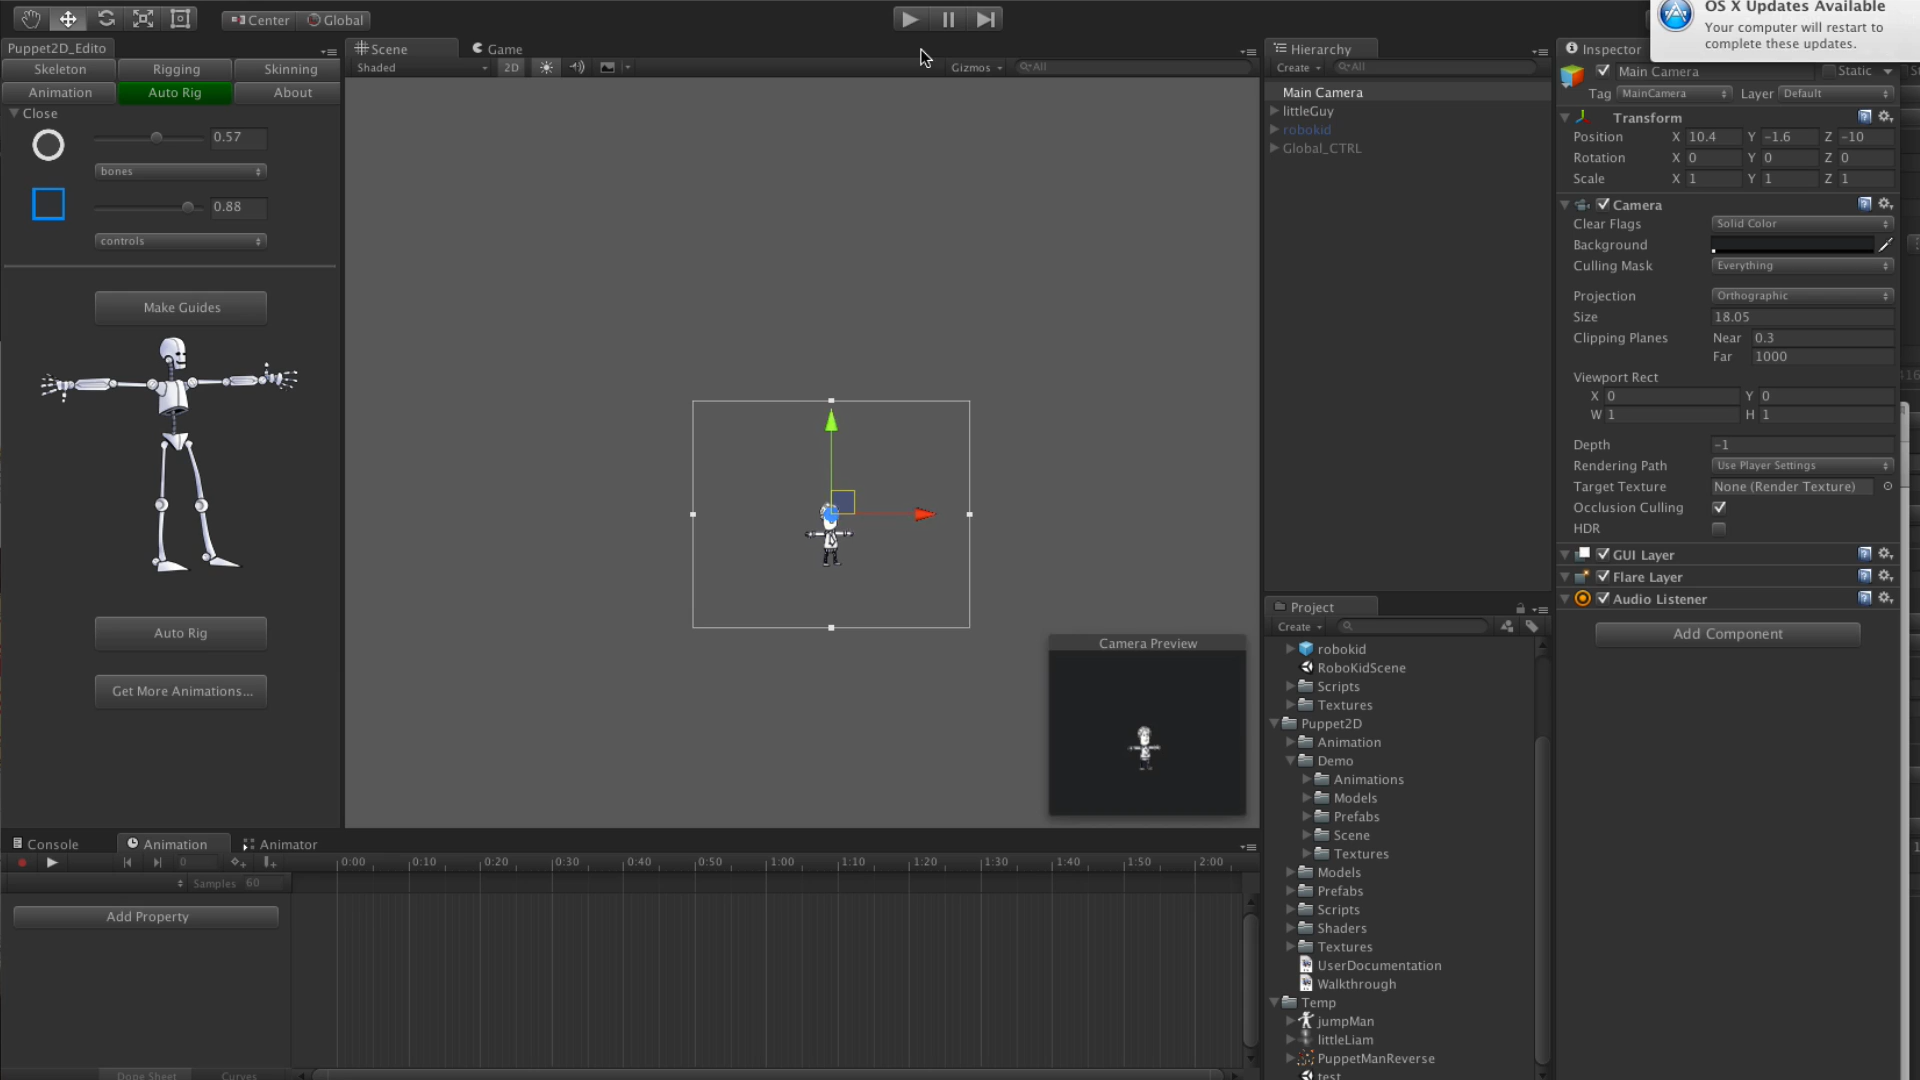 Center
Global
OS X Updates Available
Your computer will restart to
complete these updates.
Puppet2D_Edito
Skeleton
Rigging
Skinning
Animation
Auto Rig
About
Close
0.57
bones
0.88
controls
Make Guides
Auto Rig
Get More Animations...
Scene
Game
Shaded
2D
Gizmos
All
Hierarchy
Create
All
Main Camera
littleGuy
robokid
Global_CTRL
Camera Preview
Inspector
Main Camera
Static
Tag MainCamera Layer Default
Transform
Position X 10.4 Y -1.6 Z -10
Rotation X 0 Y 0 Z 0
Scale X 1 Y 1 Z 1
Camera
Clear Flags Solid Color
Background
Culling Mask Everything
Projection Orthographic
Size 18.05
Clipping Planes Near 0.3
Far 1000
Viewport Rect
X 0 Y 0
W 1 H 1
Depth -1
Rendering Path Use Player Settings
Target Texture None (Render Texture)
Occlusion Culling
HDR
GUI Layer
Flare Layer
Audio Listener
Add Component
Project
Create
robokid
RoboKidScene
Scripts
Textures
Puppet2D
Animation
Demo
Animations
Models
Prefabs
Scene
Textures
Models
Prefabs
Scripts
Shaders
Textures
UserDocumentation
Walkthrough
Temp
jumpMan
littleLiam
PuppetManReverse
test
Console
Animation
Animator
0
0:00 0:10 0:20 0:30 0:40 0:50 1:00 1:10 1:20 1:30 1:40 1:50 2:00
Samples 60
Add Property
Dope Sheet
Curves